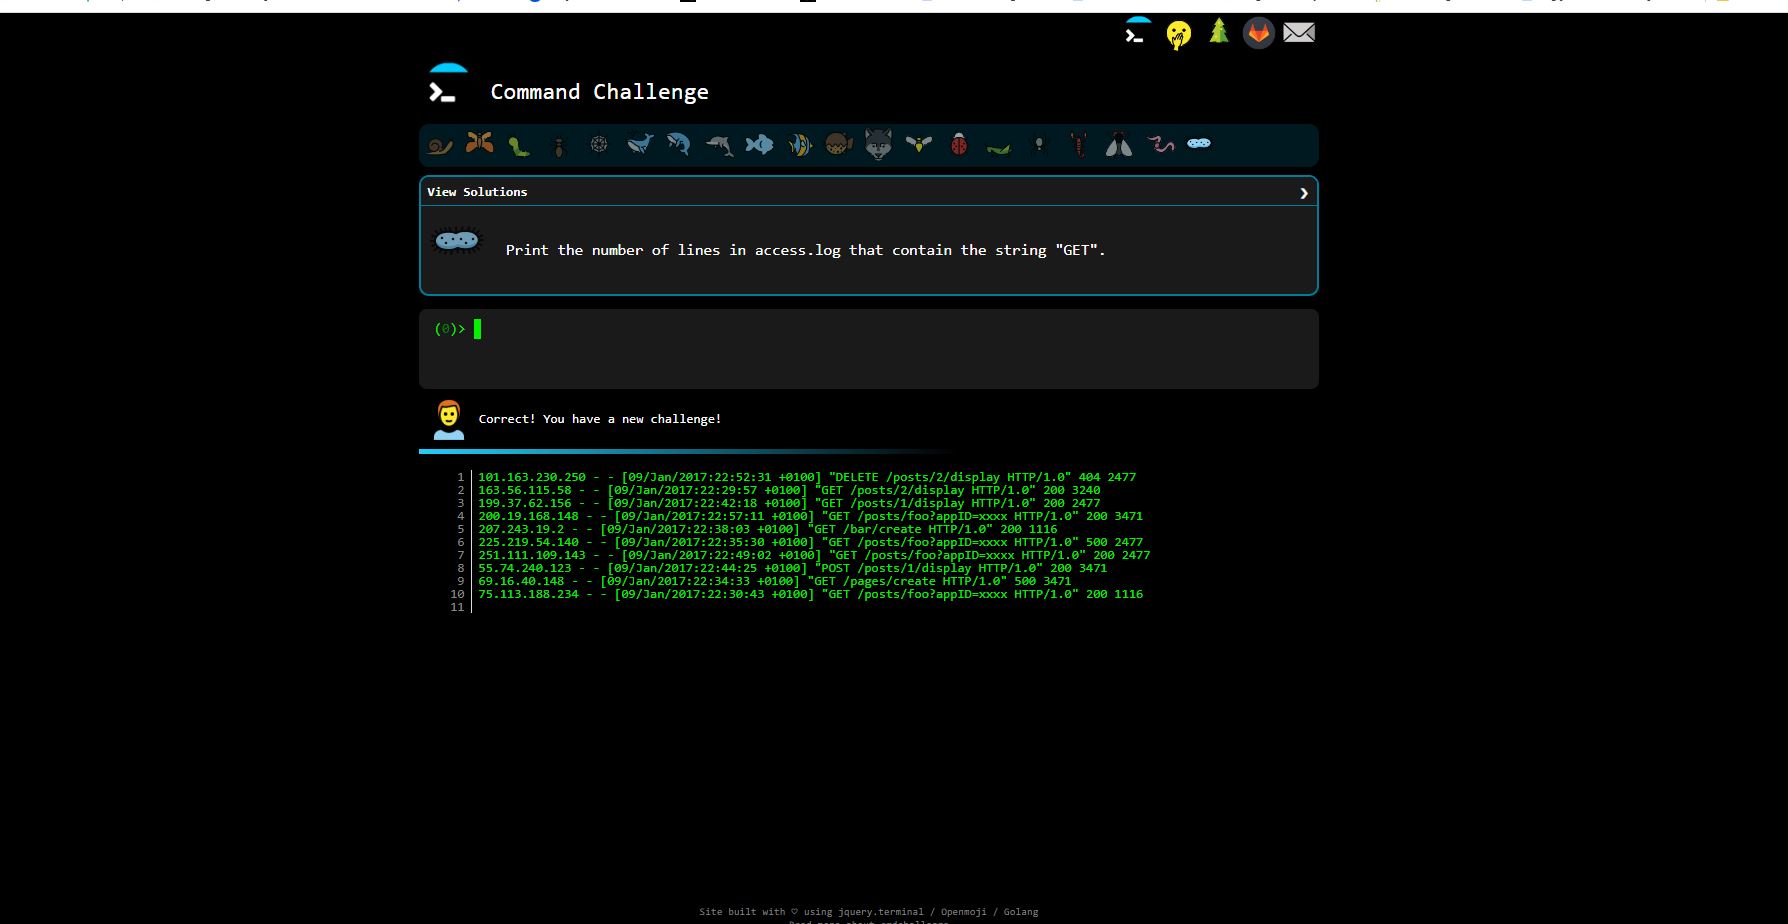 Command Challenge
View Solutions
Print the number of lines in access.log that contain the string "GET".
(0)>
Correct! You have a new challenge!
1 101.163.230.250 - - [09/Jan/2017:22:52:31 +0100] "DELETE /posts/2/display HTTP/1.0" 404 2477
2 163.56.115.58 - - [09/Jan/2017:22:29:57 +0100] "GET /posts/2/display HTTP/1.0" 200 3240
3 199.37.62.156 - - [09/Jan/2017:22:42:18 +0100] "GET /posts/1/display HTTP/1.0" 200 2477
4 200.19.168.148 - - [09/Jan/2017:22:57:11 +0100] "GET /posts/foo?appID=xxxx HTTP/1.0" 200 3471
5 207.243.19.2 - - [09/Jan/2017:22:38:03 +0100] "GET /bar/create HTTP/1.0" 200 1116
6 225.219.54.140 - - [09/Jan/2017:22:35:30 +0100] "GET /posts/foo?appID=xxxx HTTP/1.0" 500 2477
7 251.111.109.143 - - [09/Jan/2017:22:49:02 +0100] "GET /posts/foo?appID=xxxx HTTP/1.0" 200 2477
8 55.74.240.123 - - [09/Jan/2017:22:44:25 +0100] "POST /posts/1/display HTTP/1.0" 200 3471
9 69.16.40.148 - - [09/Jan/2017:22:34:33 +0100] "GET /pages/create HTTP/1.0" 500 3471
10 75.113.188.234 - - [09/Jan/2017:22:30:43 +0100] "GET /posts/foo?appID=xxxx HTTP/1.0" 200 1116
11
Site built with ♡ using jquery.terminal / Openmoji / Golang